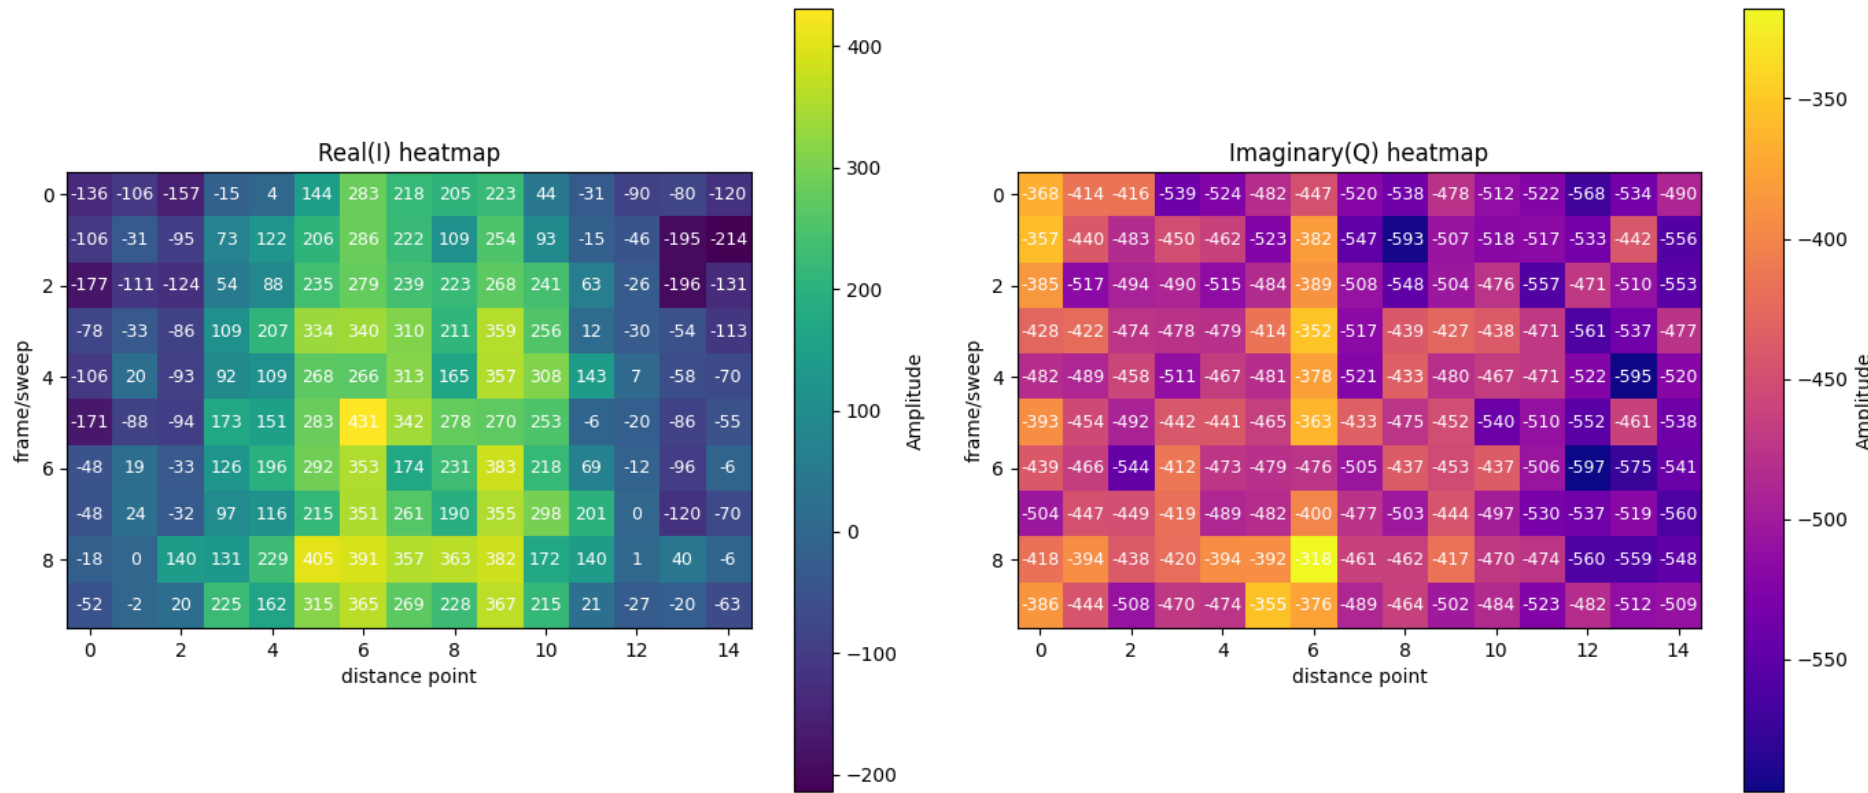 Real(I) heatmap
0 -136 -106 -157 -15 4 144 283 218 205 223 44 -31 -90 -80 -120
-106 -31 -95 73 122 206 286 222 109 254 93 -15 -46 -195 -214
2 -177 -111 -124 54 88 235 279 239 223 268 241 63 -26 -196 -131
-78 -33 -86 109 207 334 340 310 211 359 256 12 -30 -54 -113
4 -106 20 -93 92 109 268 266 313 165 357 308 143 7 -58 -70
-171 -88 -94 173 151 283 431 342 278 270 253 -6 -20 -86 -55
6 -48 19 -33 126 196 292 353 174 231 383 218 69 -12 -96 -6
-48 24 -32 97 116 215 351 261 190 355 298 201 0 -120 -70
8 -18 0 140 131 229 405 391 357 363 382 172 140 1 40 -6
-52 -2 20 225 162 315 365 269 228 367 215 21 -27 -20 -63
0 2 4 6 8 10 12 14
distance point
frame/sweep
400
300
200
100
0
−100
−200
Amplitude
Imaginary(Q) heatmap
0 -368 -414 -416 -539 -524 -482 -447 -520 -538 -478 -512 -522 -568 -534 -490
-357 -440 -483 -450 -462 -523 -382 -547 -593 -507 -518 -517 -533 -442 -556
2 -385 -517 -494 -490 -515 -484 -389 -508 -548 -504 -476 -557 -471 -510 -553
-428 -422 -474 -478 -479 -414 -352 -517 -439 -427 -438 -471 -561 -537 -477
4 -482 -489 -458 -511 -467 -481 -378 -521 -433 -480 -467 -471 -522 -595 -520
-393 -454 -492 -442 -441 -465 -363 -433 -475 -452 -540 -510 -552 -461 -538
6 -439 -466 -544 -412 -473 -479 -476 -505 -437 -453 -437 -506 -597 -575 -541
-504 -447 -449 -419 -489 -482 -400 -477 -503 -444 -497 -530 -537 -519 -560
8 -418 -394 -438 -420 -394 -392 -318 -461 -462 -417 -470 -474 -560 -559 -548
-386 -444 -508 -470 -474 -355 -376 -489 -464 -502 -484 -523 -482 -512 -509
0 2 4 6 8 10 12 14
distance point
frame/sweep
−350
−400
−450
−500
−550
Amplitude